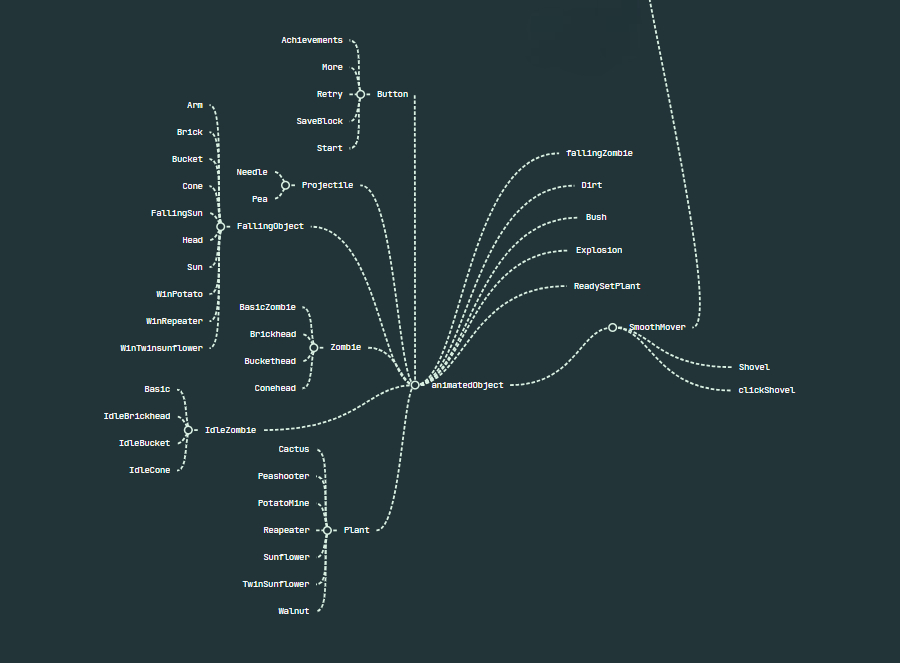 Achievements
More
Retry
SaveBlock
Start
Button
Arm
Brick
Bucket
Cone
FallingSun
Head
Sun
WinPotato
WinRepeater
WinTwinsunflower
FallingObject
Needle
Pea
Projectile
BasicZombie
Brickhead
Buckethead
Conehead
Zombie
Basic
IdleBrickhead
IdleBucket
IdleCone
IdleZombie
Cactus
Peashooter
PotatoMine
Reapeater
Sunflower
TwinSunflower
Walnut
Plant
animatedObject
fallingZombie
Dirt
Bush
Explosion
ReadySetPlant
SmoothMover
Shovel
clickShovel